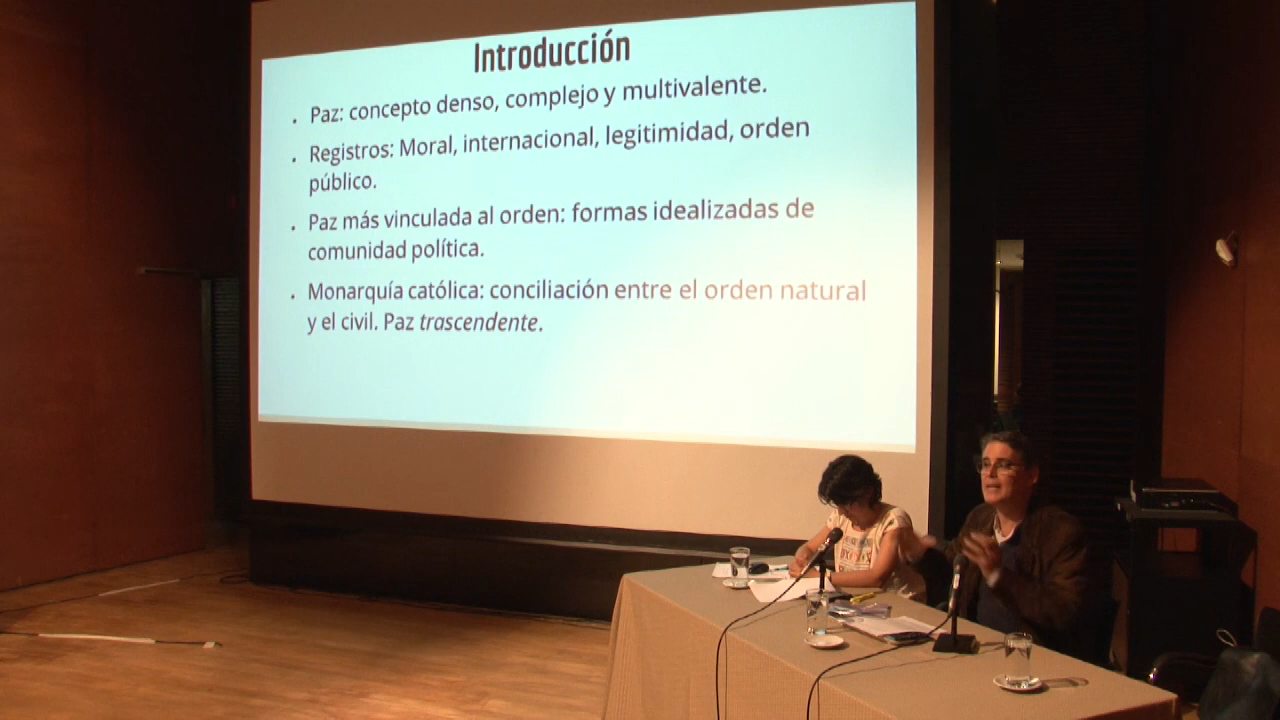 Introducción
. Paz: concepto denso, complejo y multivalente.
. Registros: Moral, internacional, legitimidad, orden
público.
. Paz más vinculada al orden: formas idealizadas de
comunidad política.
. Monarquía católica: conciliación entre el orden natural
y el civil. Paz trascendente.